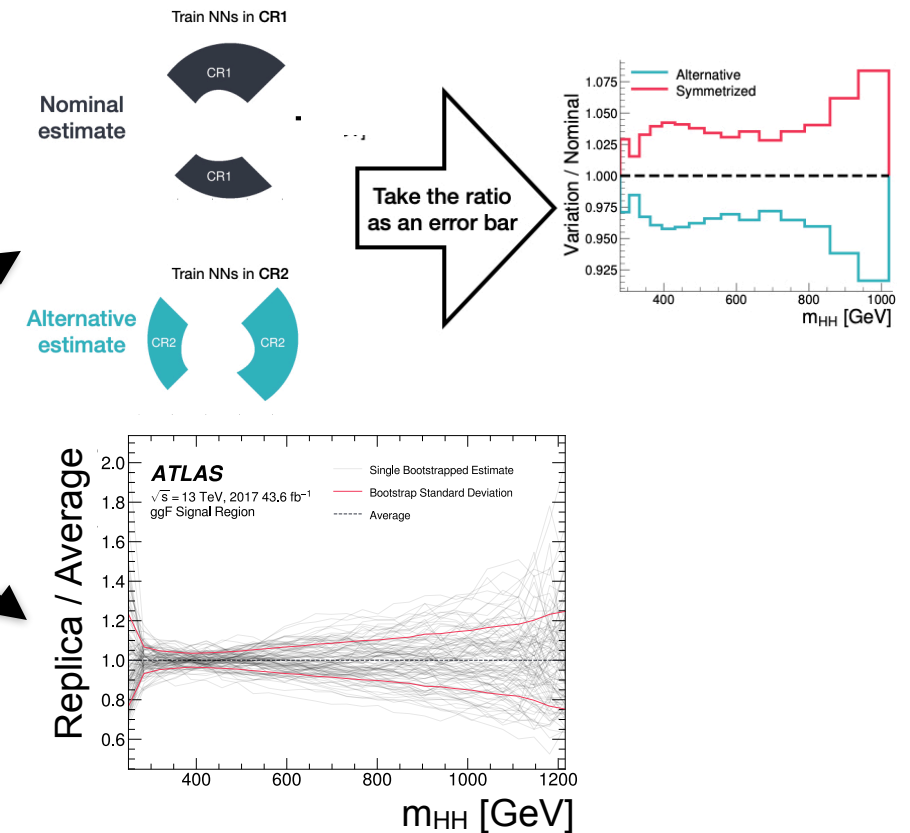 Train NNs in CR1
CR1
Nominal
estimate
CR1
Take the ratio
as an error bar
Train NNs in CR2
Alternative
estimate
CR2
CR2
Variation / Nominal
1.075
1.050
1.025
1.000
0.975
0.950
0.925
Alternative
Symmetrized
400
600
800
1000
mHH [GeV]
Replica / Average
2.0
1.8
1.6
1.4
1.2
1.0
0.8
0.6
ATLAS
√s = 13 TeV, 2017 43.6 fb⁻¹
ggF Signal Region
Single Bootstrapped Estimate
Bootstrap Standard Deviation
Average
400
600
800
1000
1200
mHH [GeV]